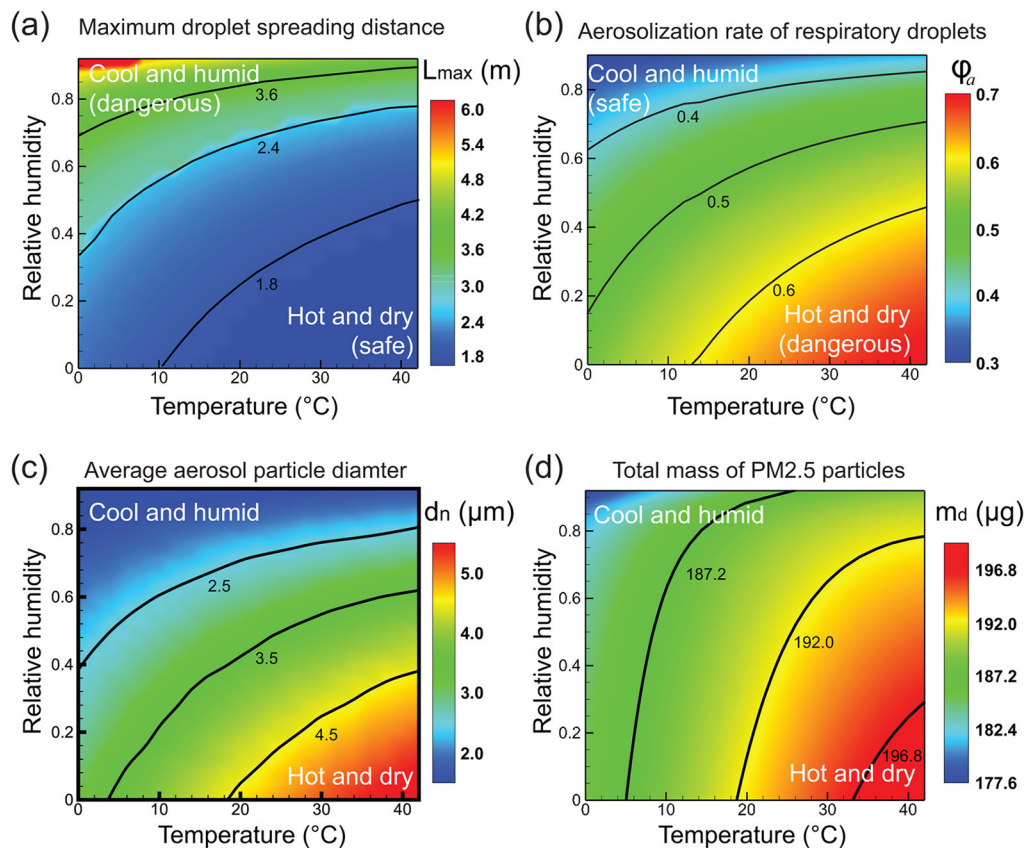 (a) Maximum droplet spreading distance
Cool and humid
(dangerous)
3.6
2.4
1.8
Hot and dry
(safe)
Relative humidity
0.8
0.6
0.4
0.2
0
0 10 20 30 40
Temperature (°C)
Lmax (m)
6.0
5.4
4.8
4.2
3.6
3.0
2.4
1.8
(b) Aerosolization rate of respiratory droplets
Cool and humid
(safe)
0.4
0.5
0.6
Hot and dry
(dangerous)
Relative humidity
0.8
0.6
0.4
0.2
0
0 10 20 30 40
Temperature (°C)
φa
0.7
0.6
0.5
0.4
0.3
(c) Average aerosol particle diamter
Cool and humid
2.5
3.5
4.5
Hot and dry
Relative humidity
0.8
0.6
0.4
0.2
0
0 10 20 30 40
Temperature (°C)
dn (μm)
5.0
4.0
3.0
2.0
(d) Total mass of PM2.5 particles
Cool and humid
187.2
192.0
196.8
Hot and dry
Relative humidity
0.8
0.6
0.4
0.2
0
0 10 20 30 40
Temperature (°C)
md (μg)
196.8
192.0
187.2
182.4
177.6